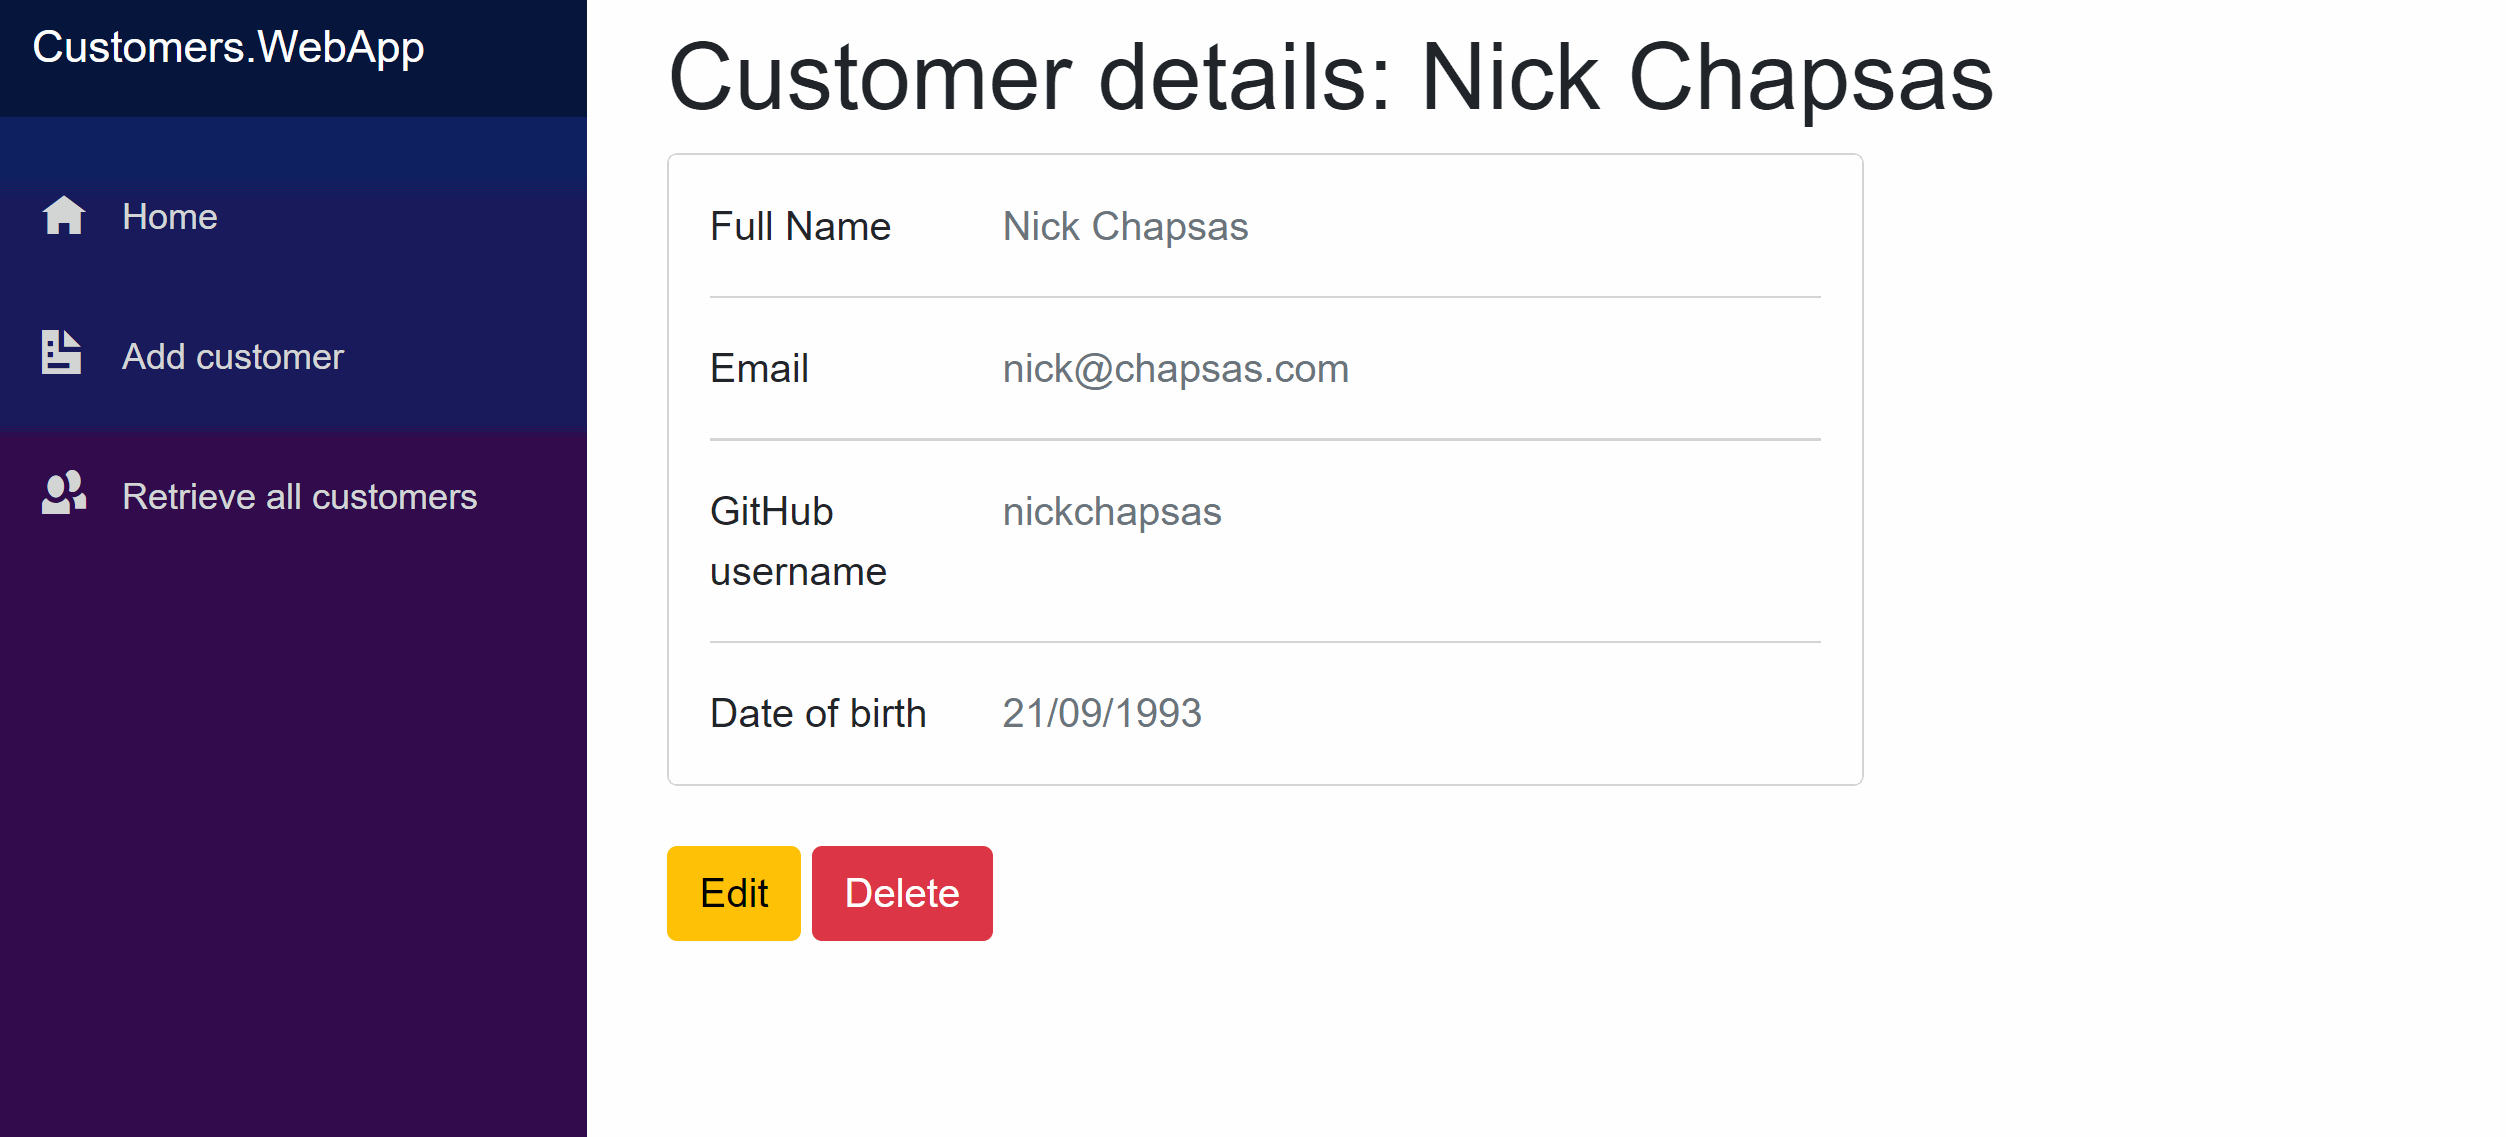 Customers.WebApp
Home
Add customer
Retrieve all customers
Customer details: Nick Chapsas
Full Name Nick Chapsas
Email nick@chapsas.com
GitHub nickchapsas
username
Date of birth 21/09/1993
Edit Delete